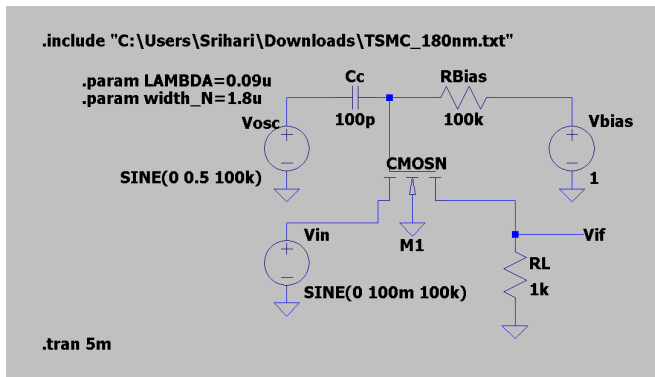 .include "C:\Users\Srihari\Downloads\TSMC_180nm.txt"
.param LAMBDA=0.09u
.param width_N=1.8u
Cc
RBias
Vosc
100p
100k
Vbias
SINE(0 0.5 100k)
CMOSN
1
Vin
M1
Vif
SINE(0 100m 100k)
RL
1k
.tran 5m